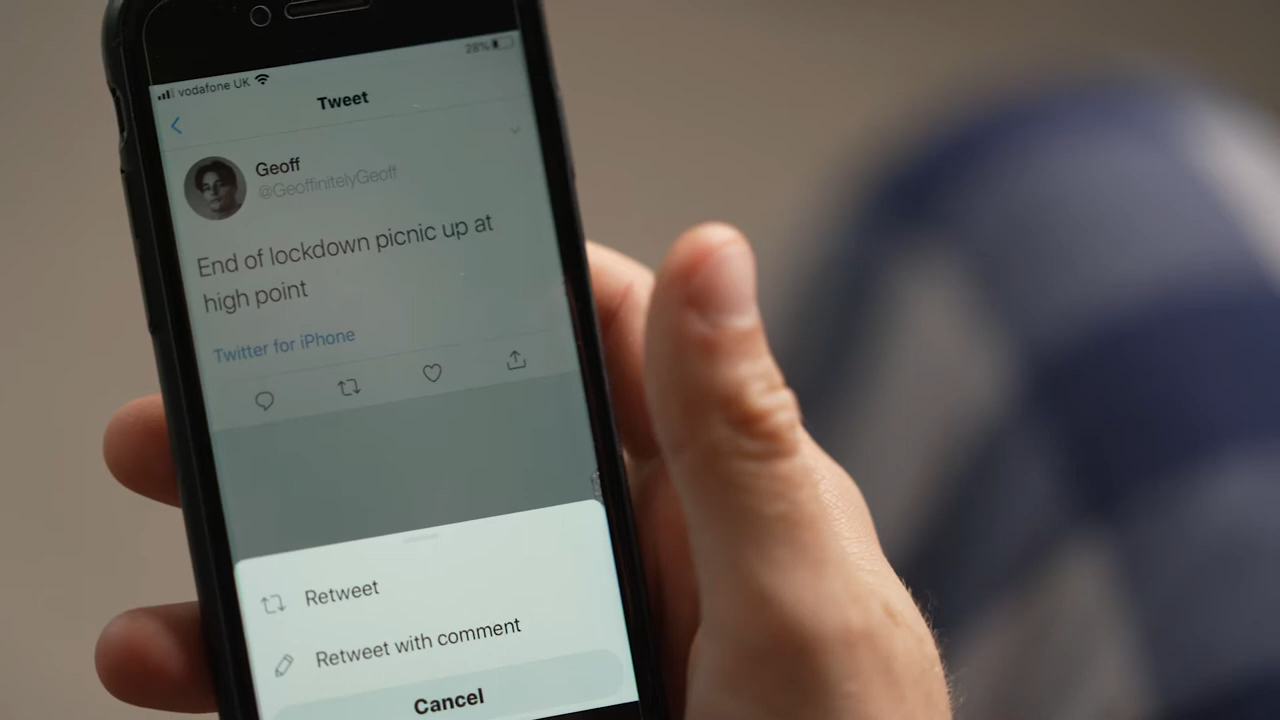 vodafone UK 28%
Tweet
Geoff
@GeoffinitelyGeoff
End of lockdown picnic up at
high point
Twitter for iPhone
Retweet
Retweet with comment
Cancel